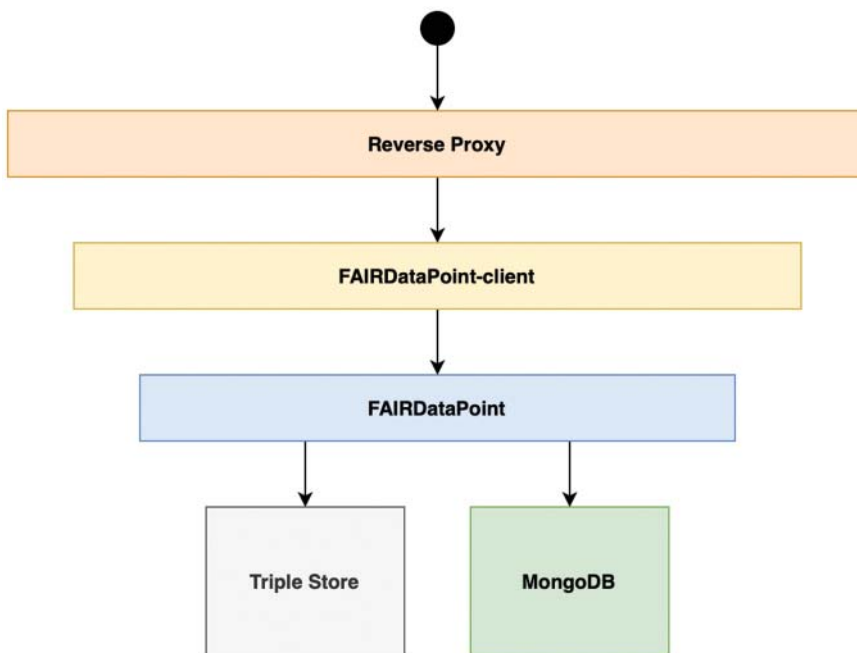 Reverse Proxy
FAIRDataPoint-client
FAIRDataPoint
Triple Store
MongoDB